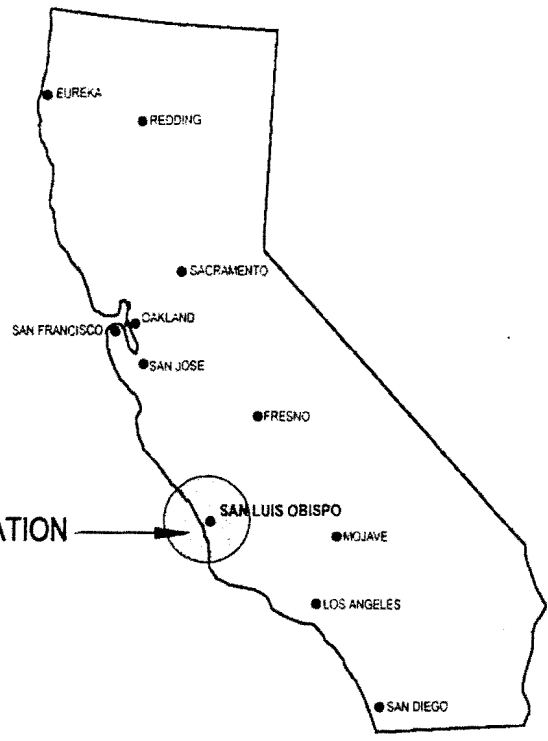 EUREKA
REDDING
SACRAMENTO
OAKLAND
SAN FRANCISCO
SAN JOSE
FRESNO
SAN LUIS OBISPO
ATION
MOJAVE
LOS ANGELES
SAN DIEGO